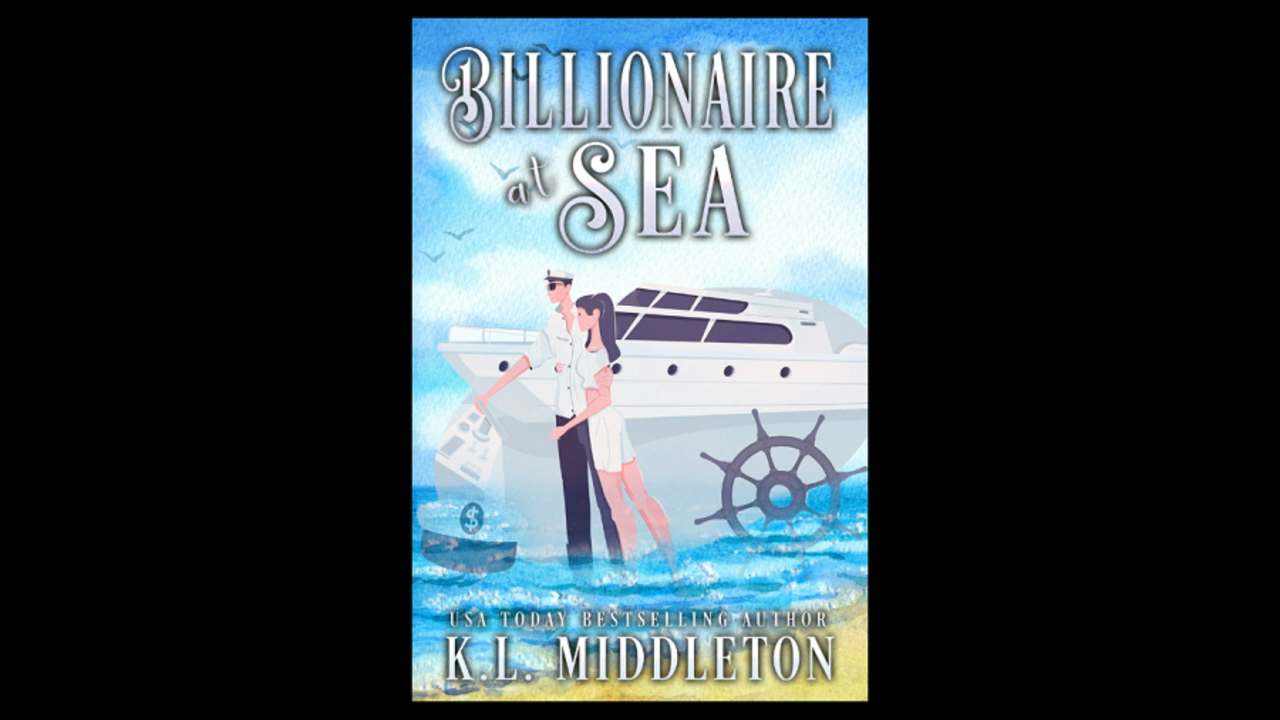 BILLIONAIRE
at SEA
$
USA TODAY BESTSELLING AUTHOR
K.L. MIDDLETON